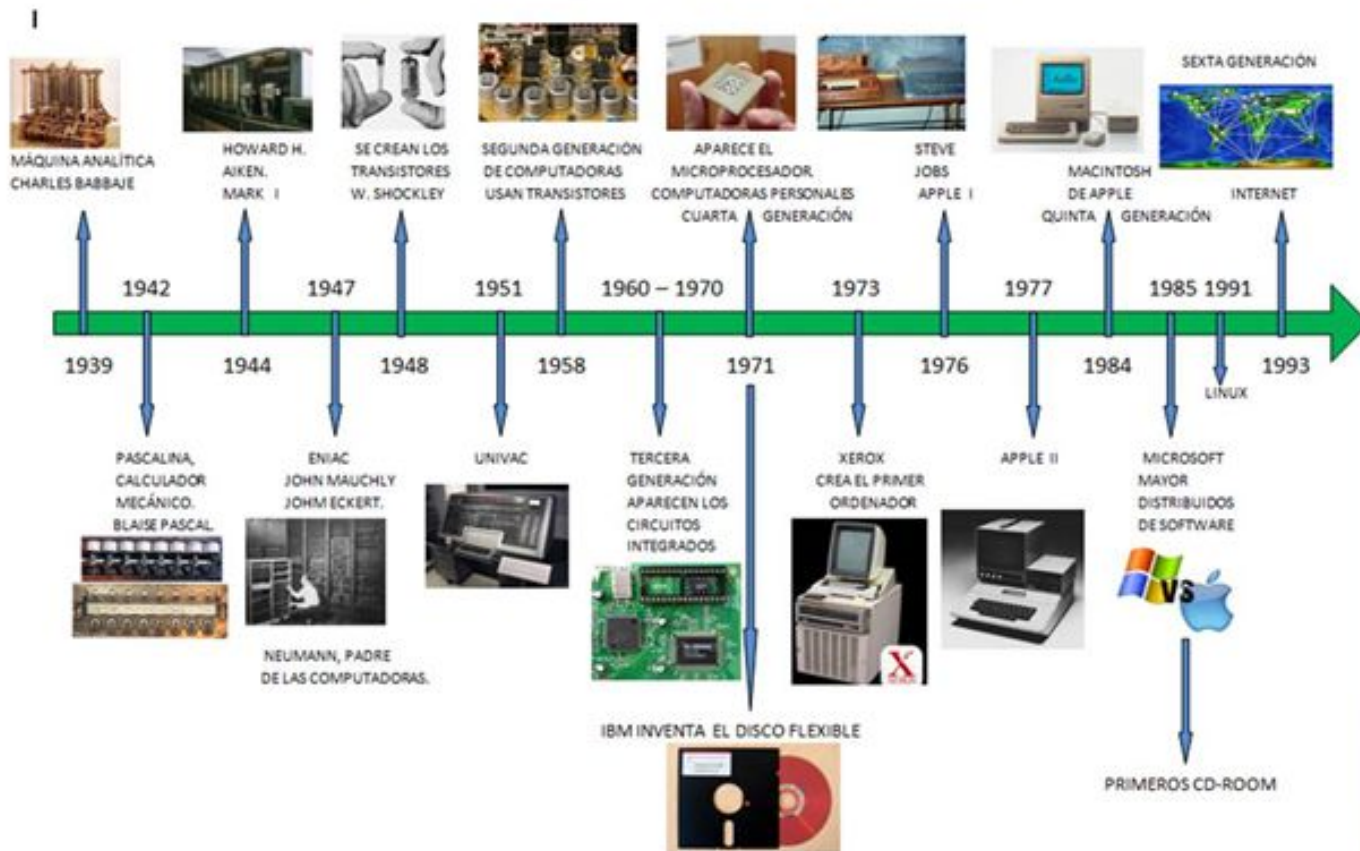 I
MÁQUINA ANALÍTICA
CHARLES BABBAJE
HOWARD H.
AIKEN.
MARK I
SE CREAN LOS
TRANSISTORES
W. SHOCKLEY
SEGUNDA GENERACIÓN
DE COMPUTADORAS
USAN TRANSISTORES
APARECE EL
MICROPROCESADOR
COMPUTADORAS PERSONALES
CUARTA GENERACIÓN
STEVE
JOBS
APPLE I
MACINTOSH
DE APPLE
QUINTA GENERACIÓN
SEXTA GENERACIÓN
INTERNET
1942 1947 1951 1960 – 1970 1973 1977 1985 1991
1939 1944 1948 1958 1971 1976 1984 1993
LINUX
PASCALINA,
CALCULADOR
MECÁNICO.
BLAISE PASCAL.
ENIAC
JOHN MAUCHLY
JOHM ECKERT.
NEUMANN, PADRE
DE LAS COMPUTADORAS.
UNIVAC
TERCERA
GENERACIÓN
APARECEN LOS
CIRCUITOS
INTEGRADOS
XEROX
CREA EL PRIMER
ORDENADOR
X
APPLE II
MICROSOFT
MAYOR
DISTRIBUIDOS
DE SOFTWARE
VS
IBM INVENTA EL DISCO FLEXIBLE
PRIMEROS CD-ROOM